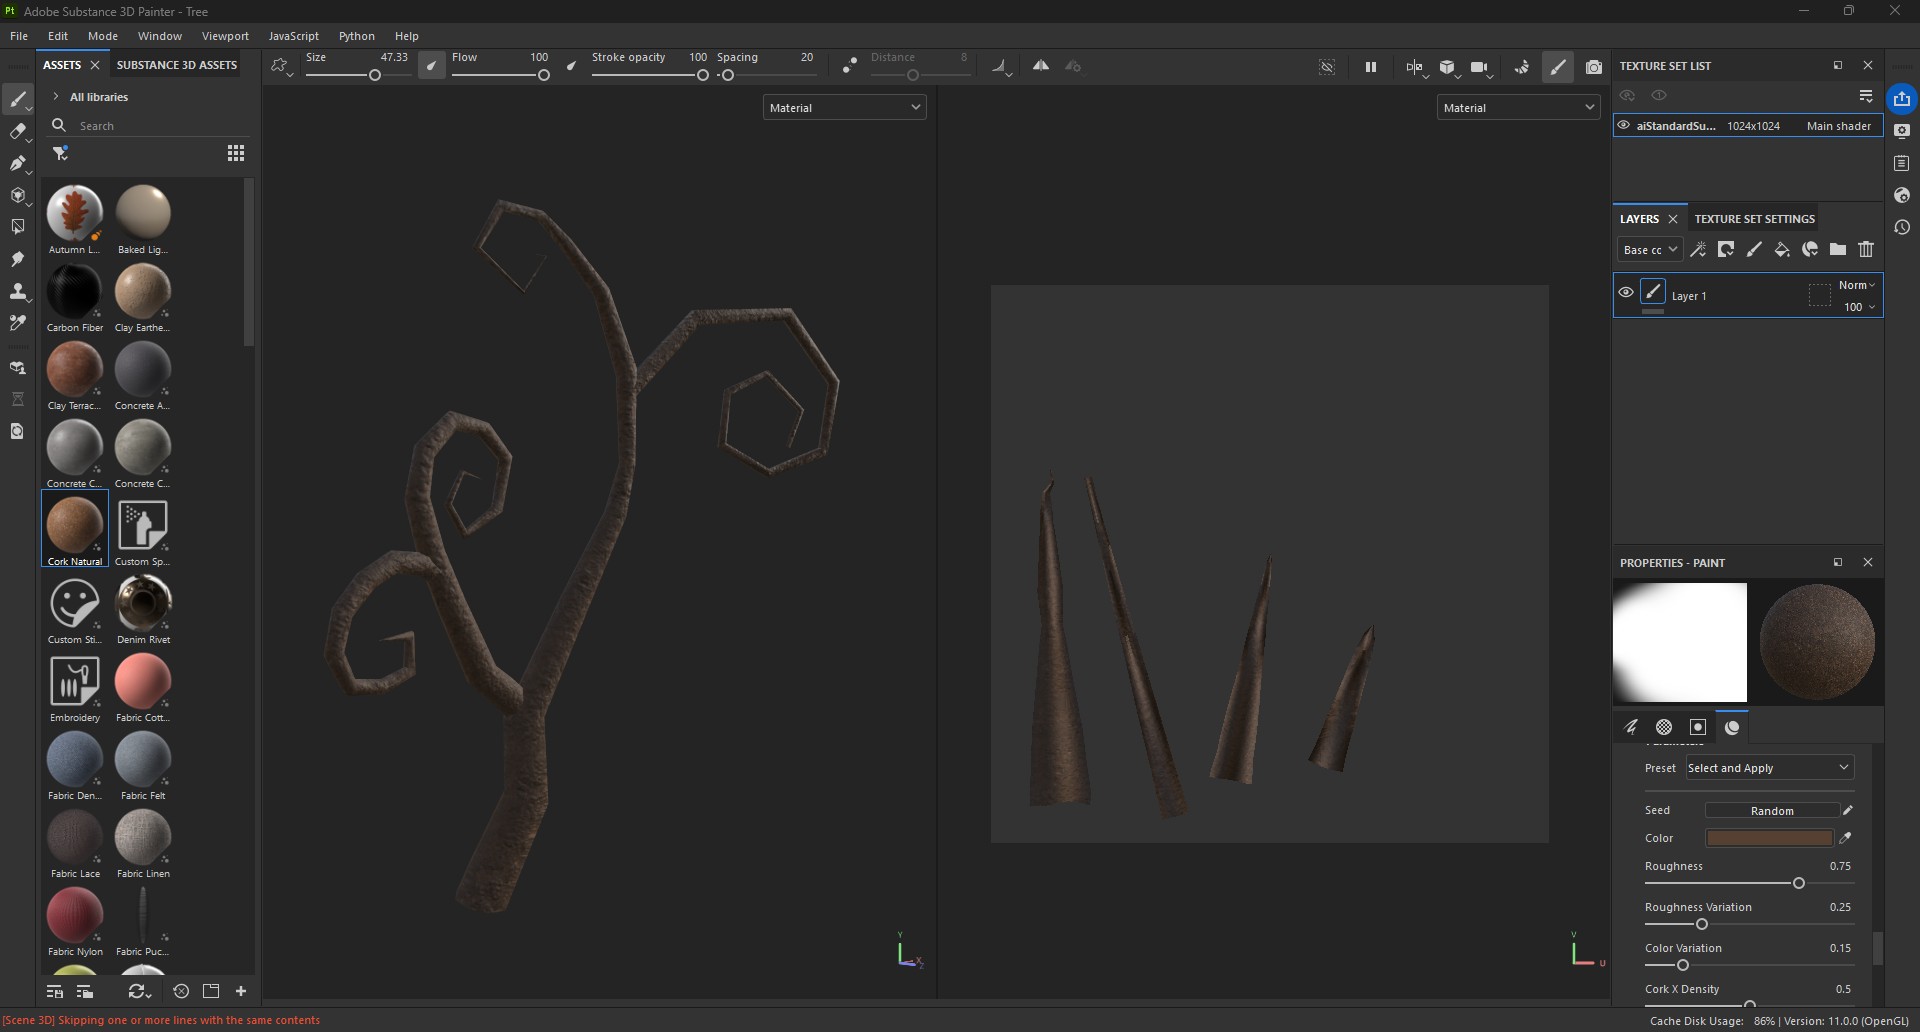 Pt Adobe Substance 3D Painter - Tree
File Edit Mode Window Viewport JavaScript Python Help
ASSETS SUBSTANCE 3D ASSETS
All libraries
Search
Autumn L... Baked Lig...
Carbon Fiber Clay Earthe...
Clay Terrac... Concrete A...
Concrete C... Concrete C...
Cork Natural Custom Sp...
Custom Sti... Denim Rivet
Embroidery Fabric Cott...
Fabric Den... Fabric Felt
Fabric Lace Fabric Linen
Fabric Nylon Fabric Puc...
Size 47.33 Flow 100 Stroke opacity 100 Spacing 20 Distance 8
Material
Material
Y
X
Z
V
U
TEXTURE SET LIST
aiStandardSu... 1024x1024 Main shader
LAYERS TEXTURE SET SETTINGS
Base cc
Layer 1 Norm
100
PROPERTIES - PAINT
Preset Select and Apply
Seed Random
Color
Roughness 0.75
Roughness Variation 0.25
Color Variation 0.15
Cork X Density 0.5
[Scene 3D] Skipping one or more lines with the same contents
Cache Disk Usage: 86% | Version: 11.0.0 (OpenGL)